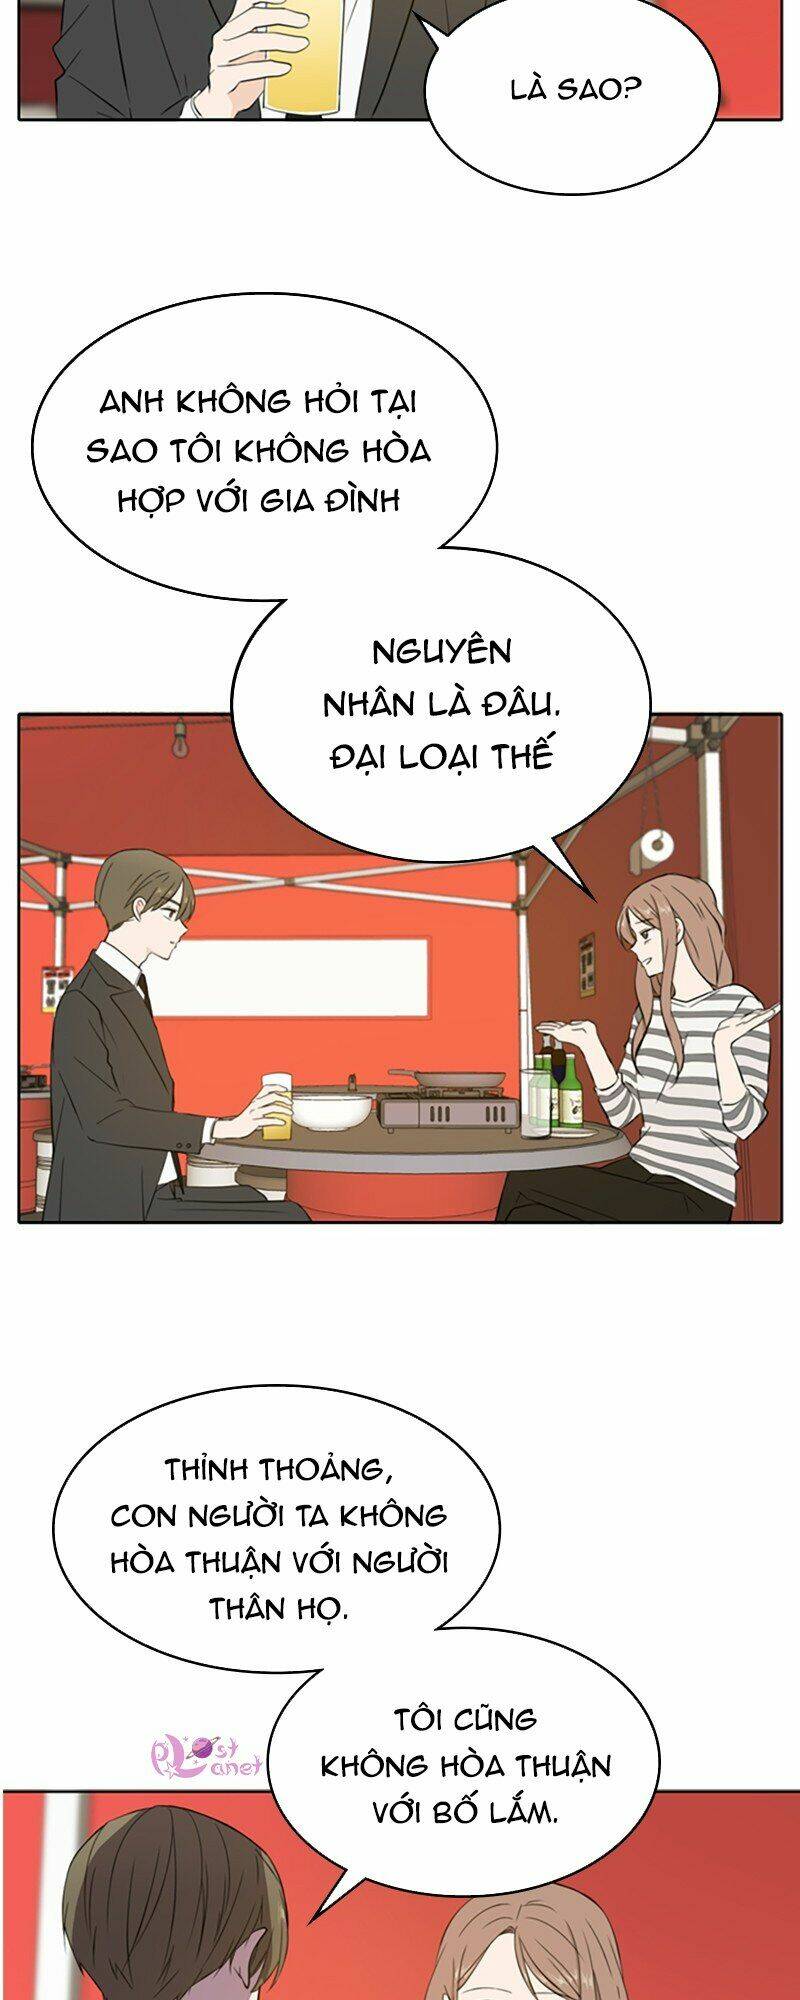 LÀ SAO?
ANH KHÔNG HỎI TẠI
SAO TÔI KHÔNG HÒA
HỢP VỚI GIA ĐÌNH
NGUYÊN
NHÂN LÀ ĐÂU.
ĐẠI LOẠI THẾ
THỈNH THOẢNG,
CON NGƯỜI TA KHÔNG
HÒA THUẬN VỚI NGƯỜI
THÂN HỌ.
TÔI CŨNG
KHÔNG HÒA THUẬN
VỚI BỐ LẮM.
Lost
Planet